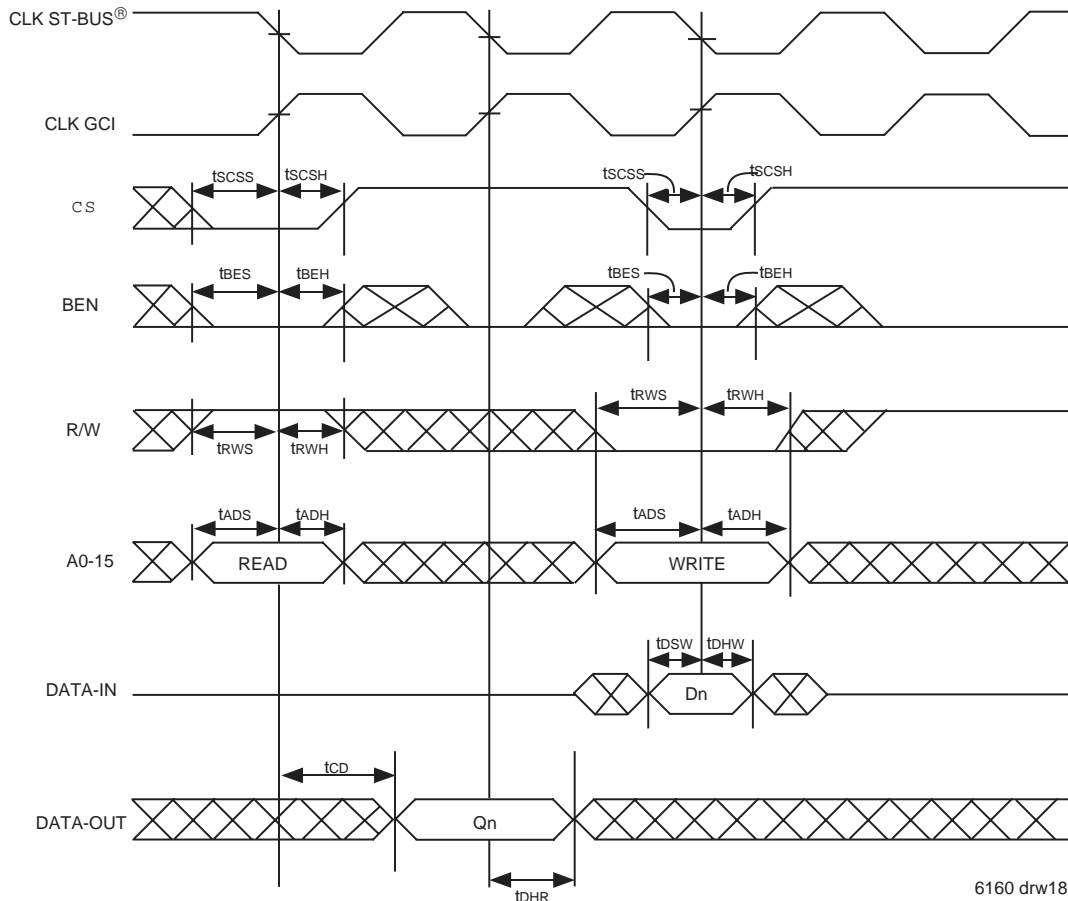 CLK ST-BUS®
CLK GCI
tSCSS tSCSH tSCSS tSCSH
CS
tBES tBEH tBES tBEH
BEN
tRWS tRWH
R/W
tRWS tRWH
tADS tADH tADS tADH
A0-15 READ WRITE
tDSW tDHW
DATA-IN Dn
tCD
DATA-OUT Qn
tDHR
6160 drw18